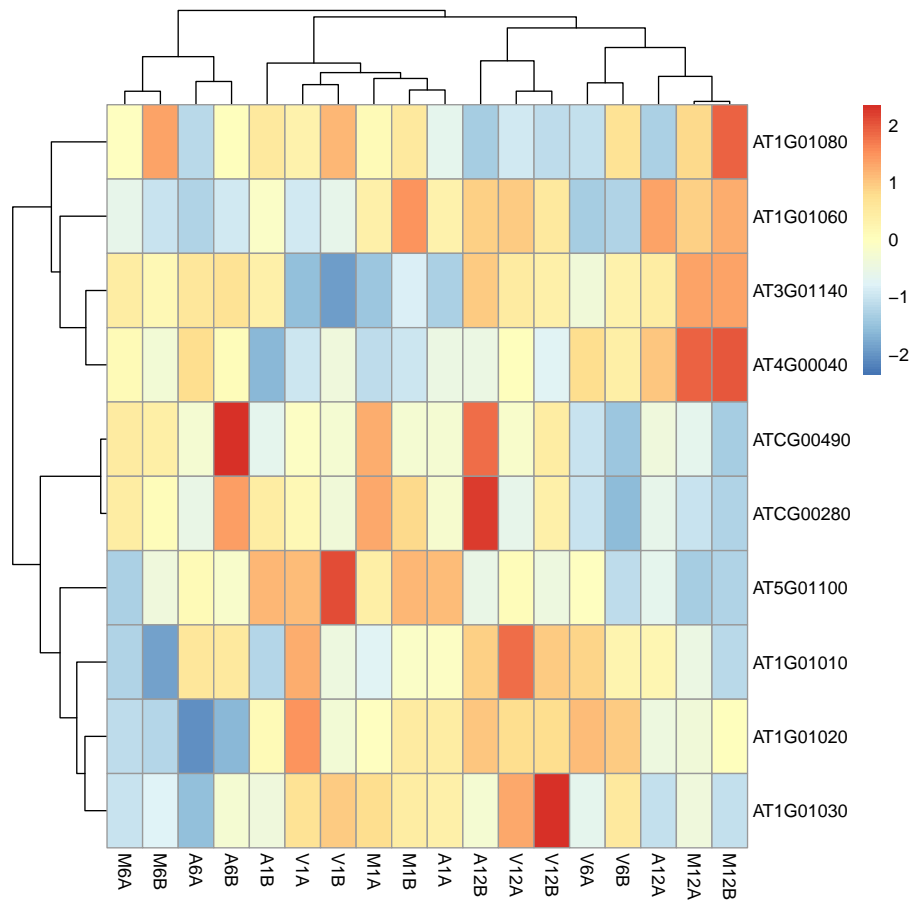 AT1G01080
AT1G01060
AT3G01140
AT4G00040
ATCG00490
ATCG00280
AT5G01100
AT1G01010
AT1G01020
AT1G01030
2
1
0
−1
−2
M6A
M6B
A6A
A6B
A1B
V1A
V1B
M1A
M1B
A1A
A12B
V12A
V12B
V6A
V6B
A12A
M12A
M12B